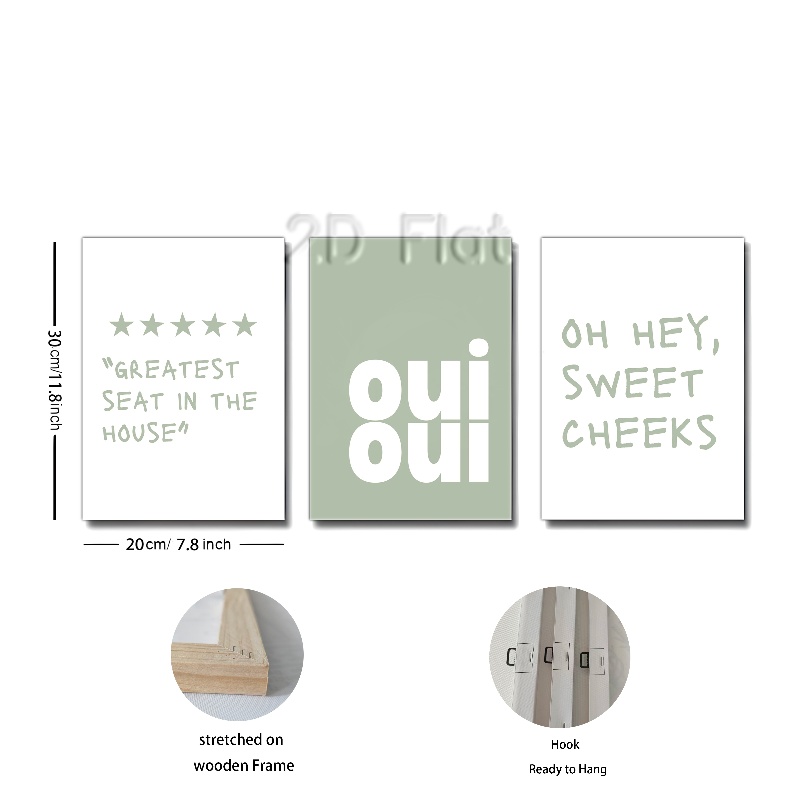 2D Flat
★★★★★
"GREATEST
SEAT IN THE
HOUSE"
oui
oui
OH HEY,
SWEET
CHEEKS
30cm/11.8inch
20cm/ 7.8 inch
stretched on
wooden Frame
Hook
Ready to Hang